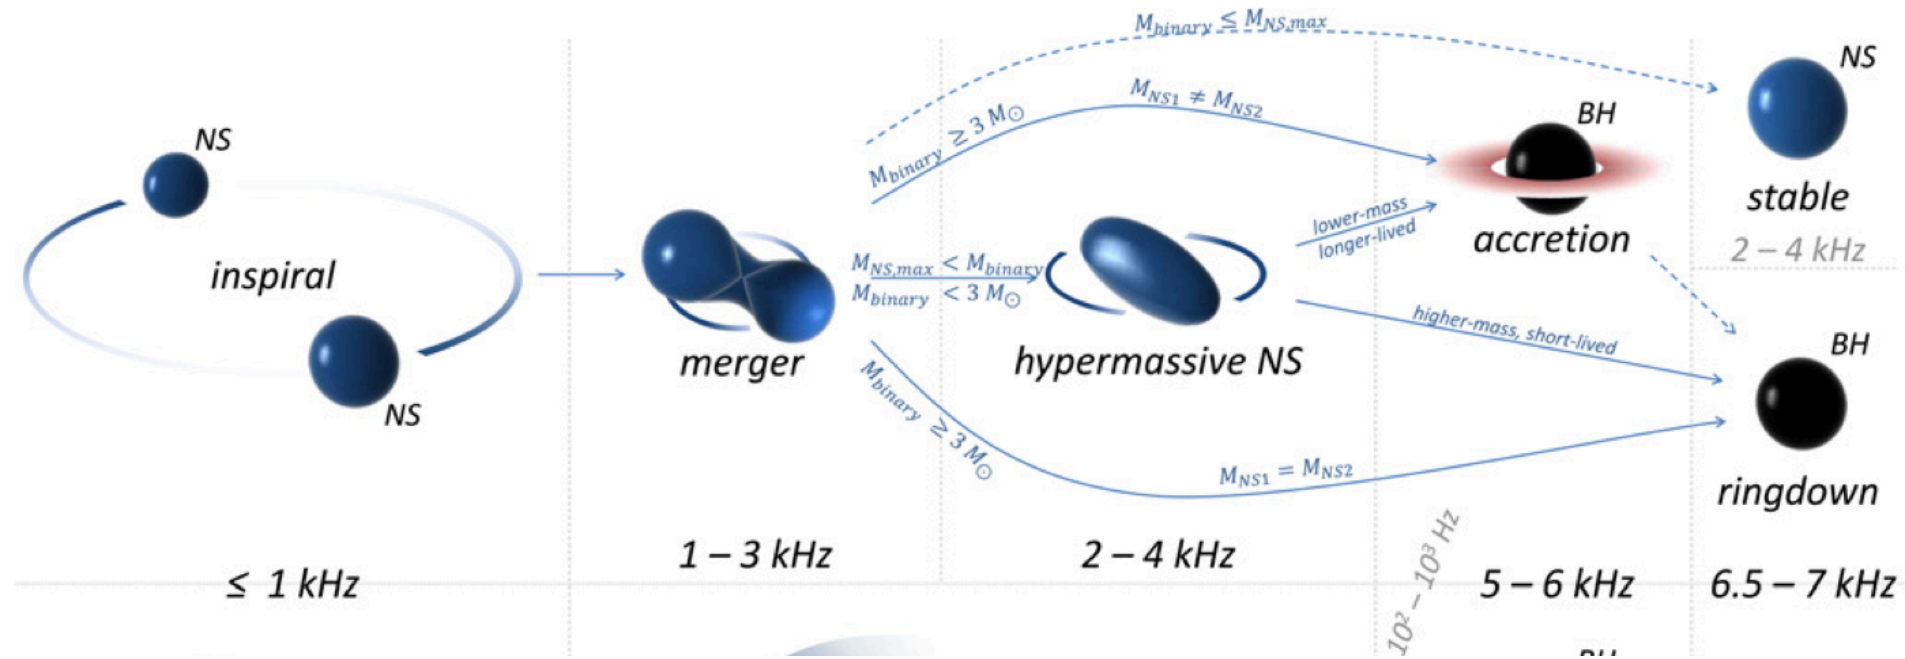 M_binary ≤ M_NS,max
NS
M_NS1 ≠ M_NS2
M_binary ≥ 3 M_⊙
BH
NS
stable
2 – 4 kHz
lower-mass
longer-lived
accretion
inspiral
M_NS,max < M_binary
M_binary < 3 M_⊙
merger
hypermassive NS
higher-mass, short-lived
BH
NS
M_binary ≥ 3 M_⊙
M_NS1 = M_NS2
ringdown
≤ 1 kHz
1 – 3 kHz
2 – 4 kHz
10² – 10³ Hz
5 – 6 kHz
6.5 – 7 kHz
BH